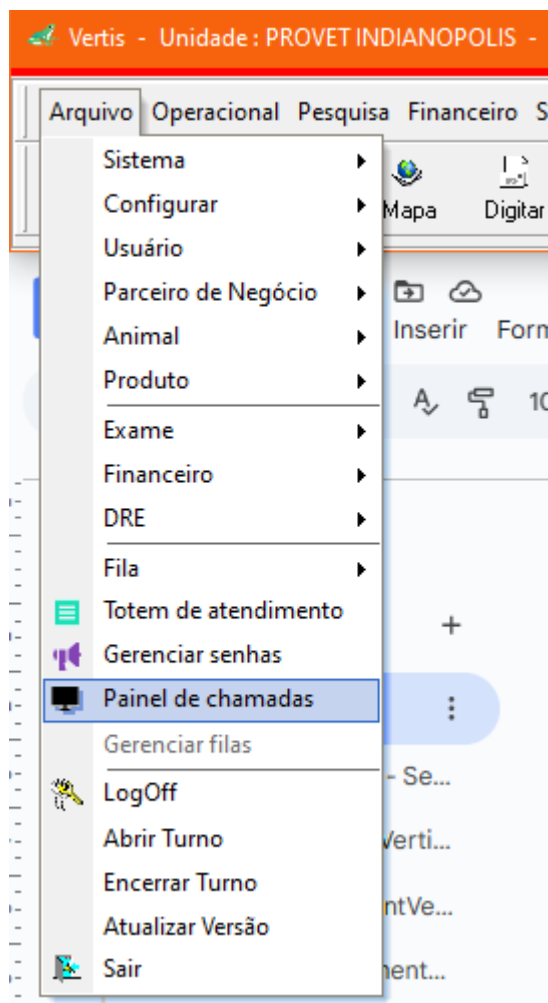 Vertis - Unidade : PROVET INDIANOPOLIS -
Arquivo Operacional Pesquisa Financeiro S
Sistema
Configurar
Usuário
Parceiro de Negócio
Animal
Produto
Exame
Financeiro
DRE
Fila
Totem de atendimento
Gerenciar senhas
Painel de chamadas
Gerenciar filas
LogOff
Abrir Turno
Encerrar Turno
Atualizar Versão
Sair
Mapa Digitar
Inserir Form
10
- Se...
Verti...
ntVe...
ment...